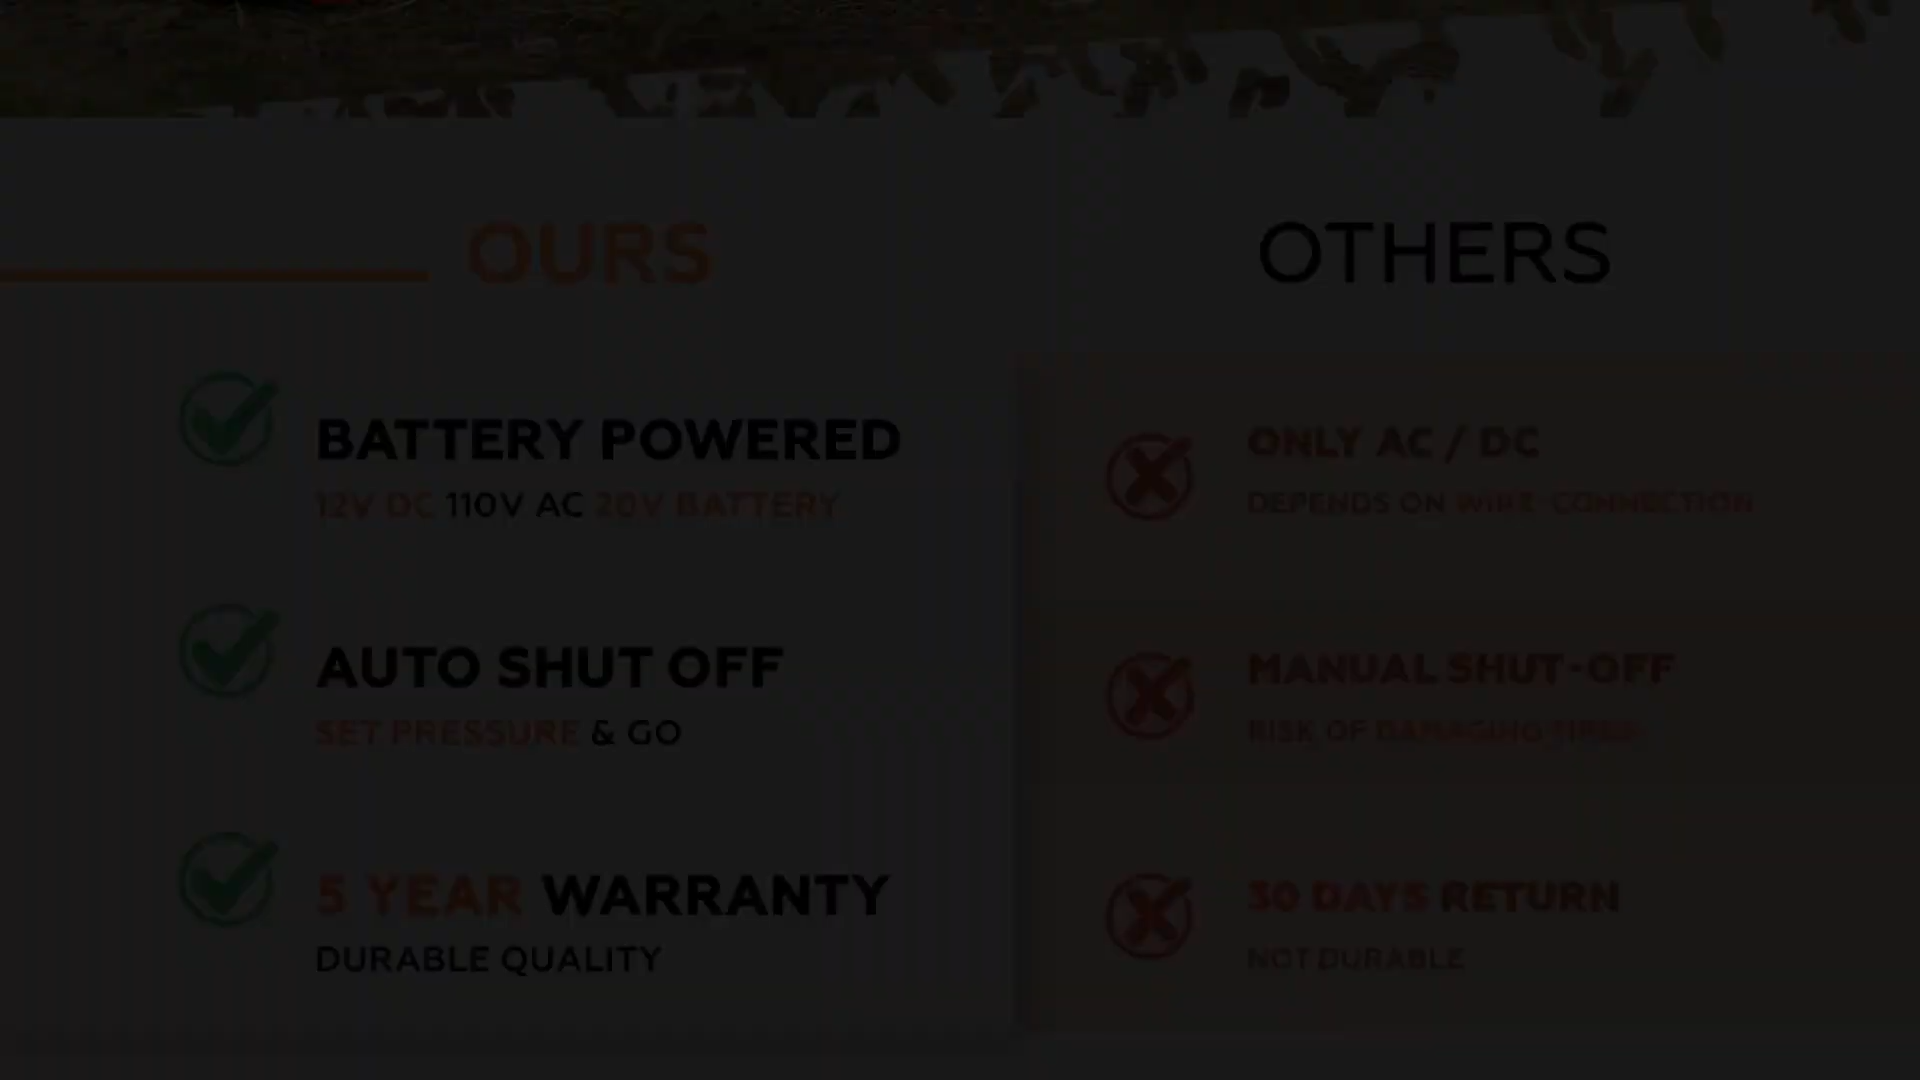 OURS
OTHERS
BATTERY POWERED
12V DC 110V AC 20V BATTERY
ONLY AC / DC
DEPENDS ON WIRE-CONNECTION
AUTO SHUT OFF
SET PRESSURE & GO
MANUAL SHUT-OFF
RISK OF DAMAGING TIRES
5 YEAR WARRANTY
DURABLE QUALITY
30 DAYS RETURN
NOT DURABLE